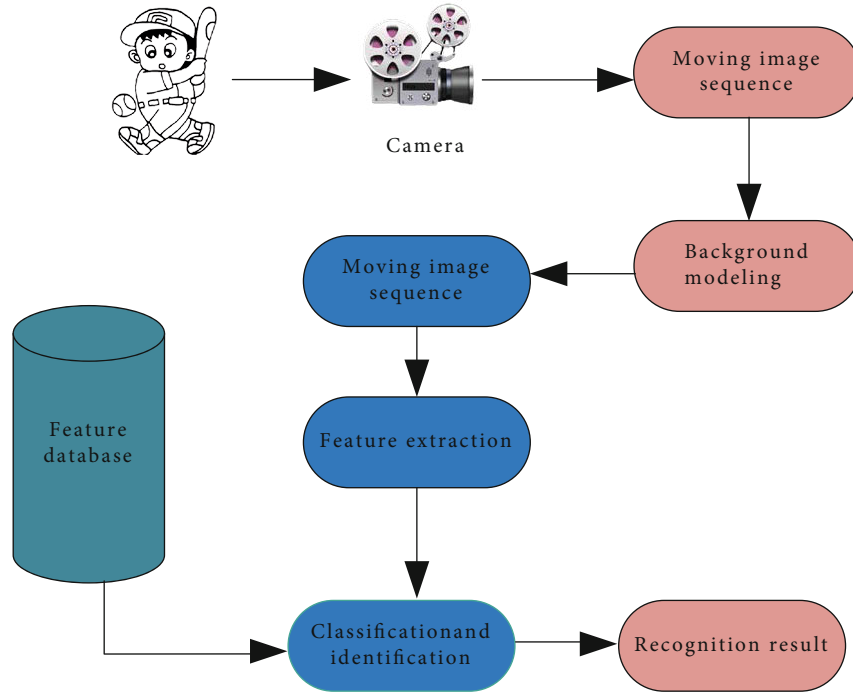 Moving image
sequence
Camera
Background
modeling
Moving image
sequence
Feature
database
Feature extraction
Classificationand
identification
Recognition result